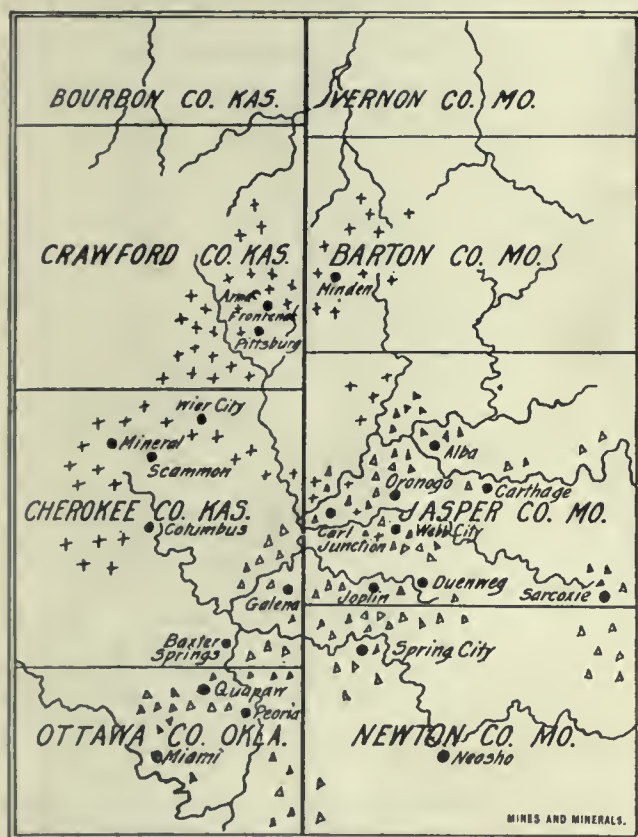 BOURBON CO. KAS.
VERNON CO. MO.
CRAWFORD CO. KAS.
BARTON CO. MO.
Minden
Arma
Frontenac
Pittsburg
Wier City
Mineral
Scammon
Alba
Oronogo
Carthage
CHEROKEE CO. KAS.
JASPER CO. MO.
Columbus
Carl
Junction
Webb City
Galena
Joplin
Duenweg
Sarcoxie
Baxter
Springs
Spring City
Quapaw
Peoria
OTTAWA CO. OKLA.
NEWTON CO. MO.
Miami
Neosho
MINES AND MINERALS.